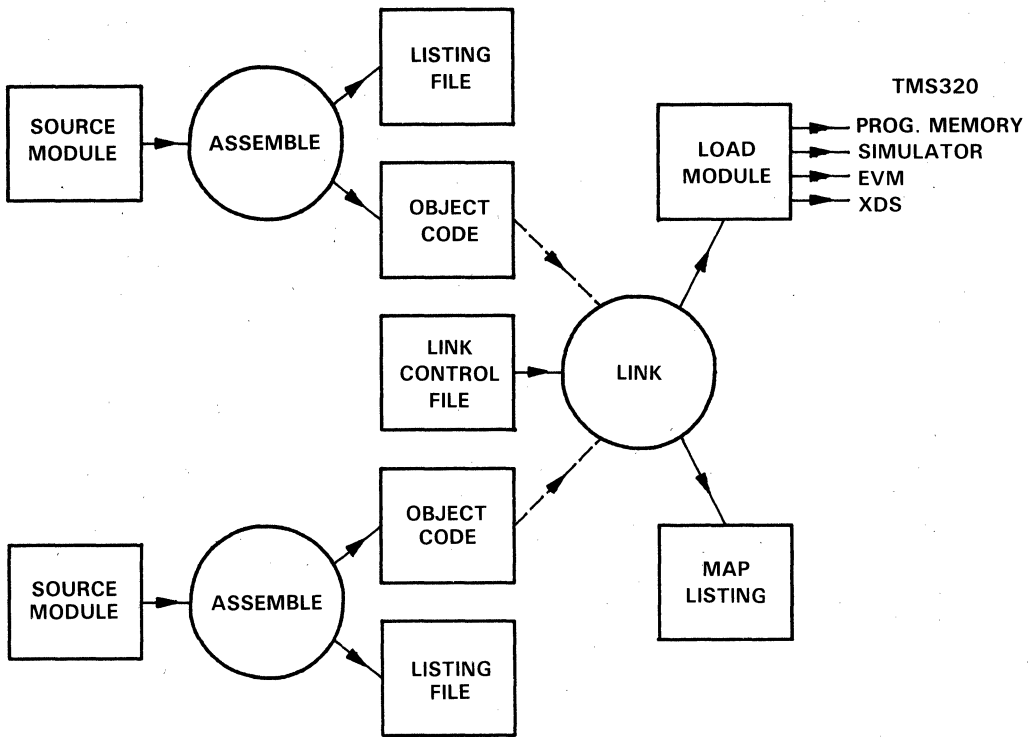 LISTING
FILE
TMS320
SOURCE
MODULE
ASSEMBLE
LOAD
MODULE
PROG. MEMORY
SIMULATOR
EVM
XDS
OBJECT
CODE
LINK
CONTROL
FILE
LINK
OBJECT
CODE
SOURCE
MODULE
ASSEMBLE
MAP
LISTING
LISTING
FILE